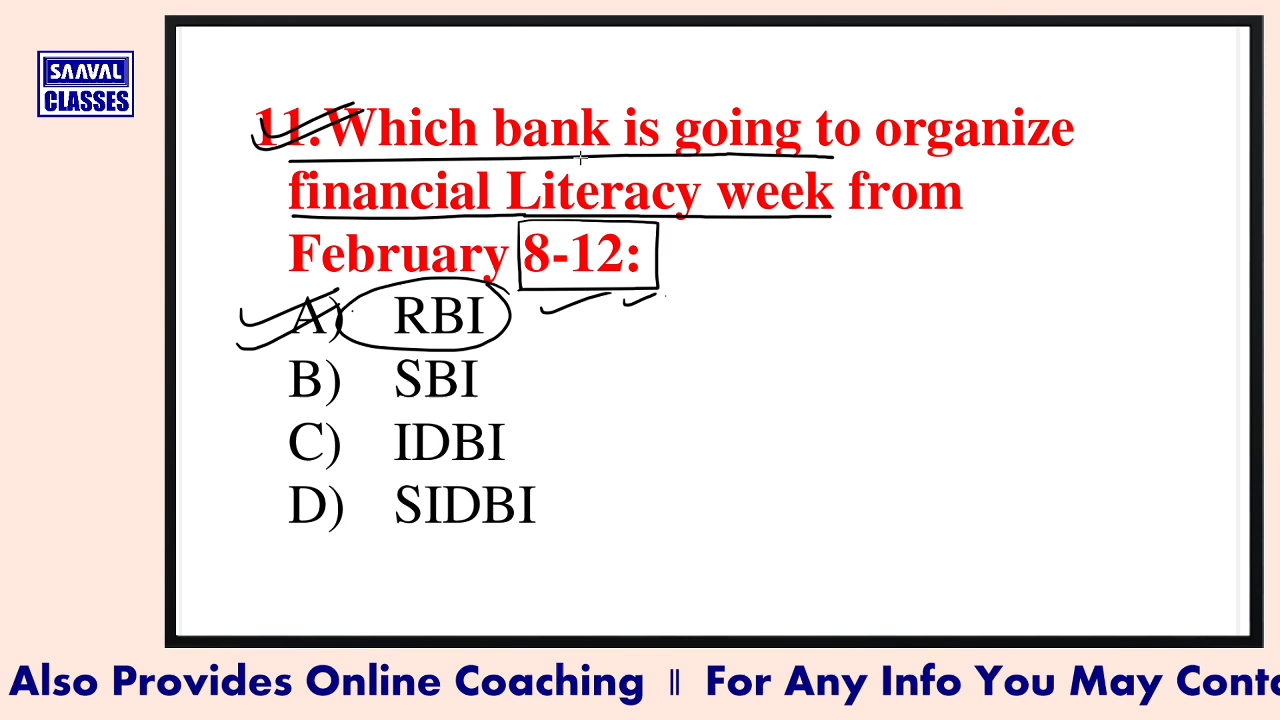 SAAVAL
CLASSES
11.Which bank is going to organize
financial Literacy week from
February 8-12:
A) RBI
B) SBI
C) IDBI
D) SIDBI
Also Provides Online Coaching || For Any Info You May Conta